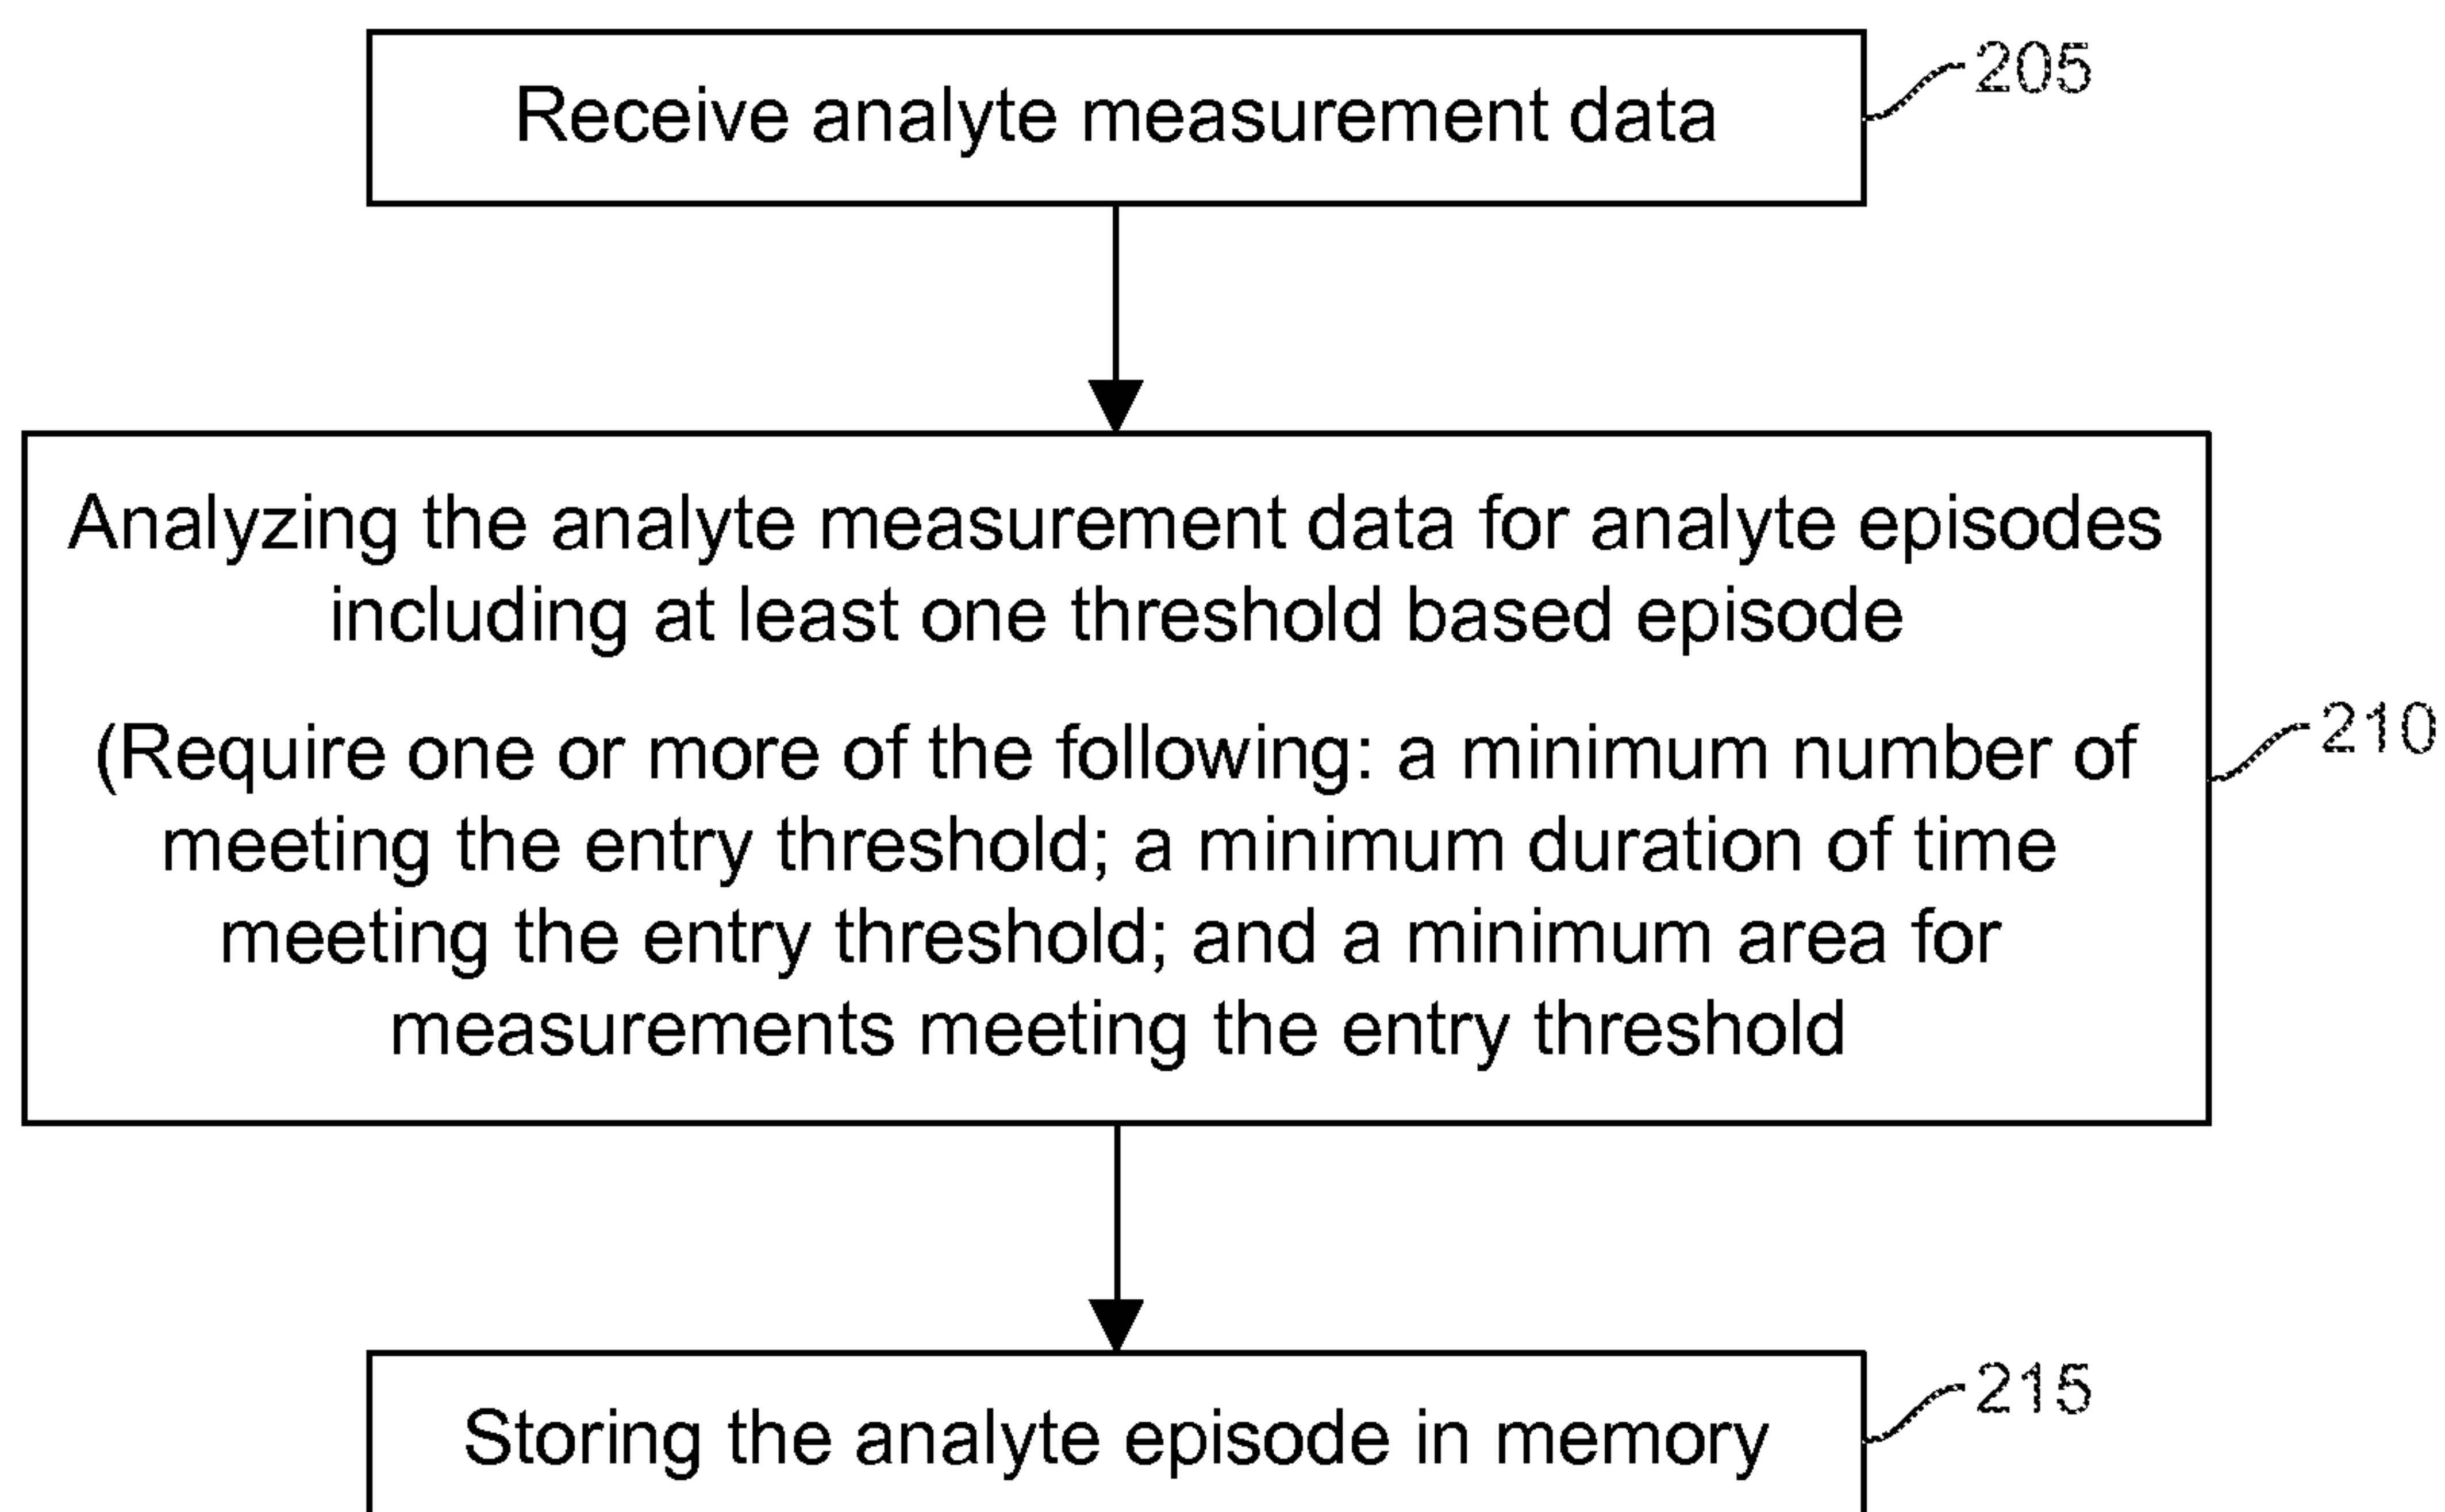 Receive analyte measurement data
205
Analyzing the analyte measurement data for analyte episodes
including at least one threshold based episode
(Require one or more of the following: a minimum number of
meeting the entry threshold; a minimum duration of time
meeting the entry threshold; and a minimum area for
measurements meeting the entry threshold
210
Storing the analyte episode in memory
215